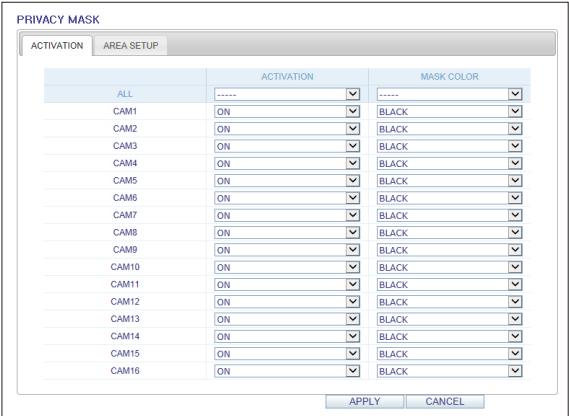 PRIVACY MASK
ACTIVATION AREA SETUP
ACTIVATION MASK COLOR
ALL ----- -----
CAM1 ON BLACK
CAM2 ON BLACK
CAM3 ON BLACK
CAM4 ON BLACK
CAM5 ON BLACK
CAM6 ON BLACK
CAM7 ON BLACK
CAM8 ON BLACK
CAM9 ON BLACK
CAM10 ON BLACK
CAM11 ON BLACK
CAM12 ON BLACK
CAM13 ON BLACK
CAM14 ON BLACK
CAM15 ON BLACK
CAM16 ON BLACK
APPLY CANCEL